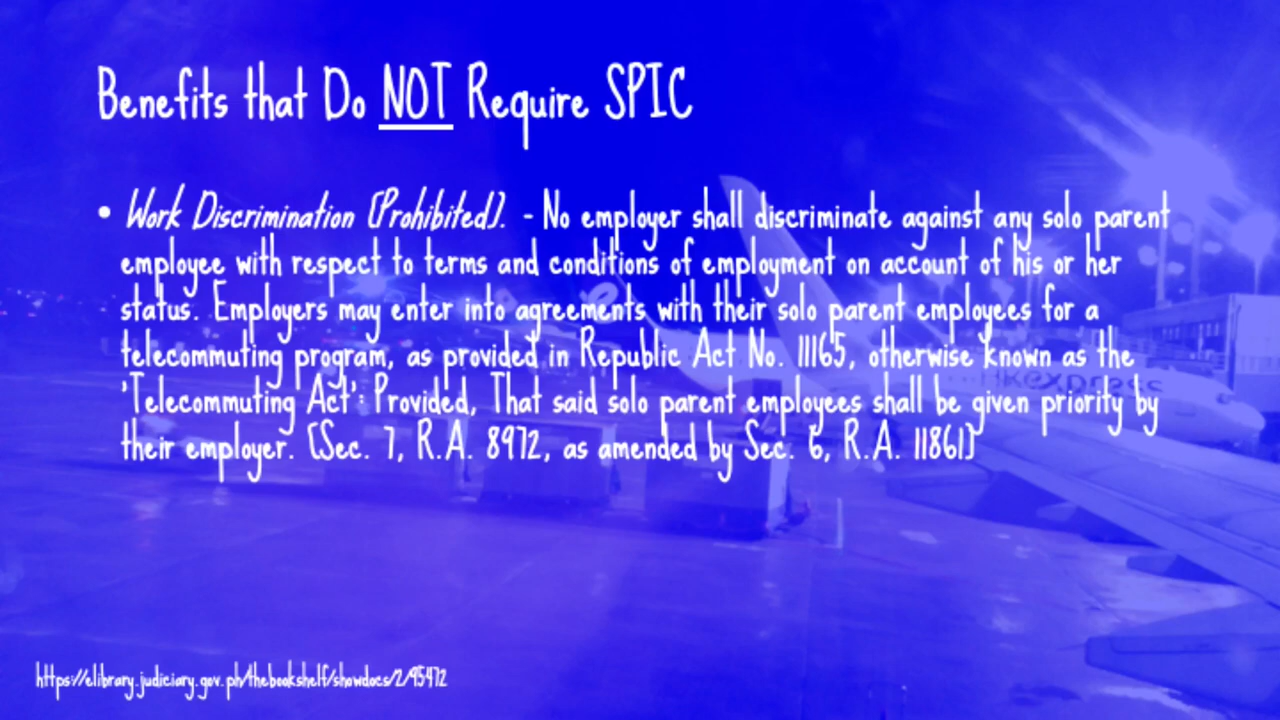 Benefits that Do NOT Require SPIC
• Work Discrimination (Prohibited). - No employer shall discriminate against any solo parent
employee with respect to terms and conditions of employment on account of his or her
status. Employers may enter into agreements with their solo parent employees for a
telecommuting program, as provided in Republic Act No. 11165, otherwise known as the
'Telecommuting Act': Provided, That said solo parent employees shall be given priority by
their employer. (Sec. 7, R.A. 8972, as amended by Sec. 6, R.A. 11861)
HKexpress
https://elibrary.judiciary.gov.ph/thebookshelf/showdocs/2/95472